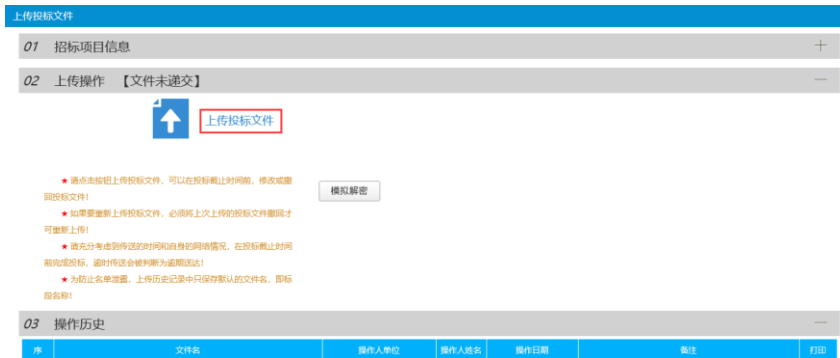 上传投标文件
01 招标项目信息
02 上传操作 【文件未递交】
上传投标文件
★ 请点击按钮上传投标文件，可以在投标截止时间前，修改或撤
回投标文件！
★ 如果要重新上传投标文件，必须将上次上传的投标文件撤回才
可重新上传！
★ 请充分考虑到传送的时间和自身的网络情况，在投标截止时间
前完成投标，逾时传送会被判断为逾期送达！
★ 为防止名单泄露，上传历史记录中只保存默认的文件名，即标
段名称！
模拟解密
03 操作历史
序 文件名 操作人单位 操作人姓名 操作日期 备注 打印